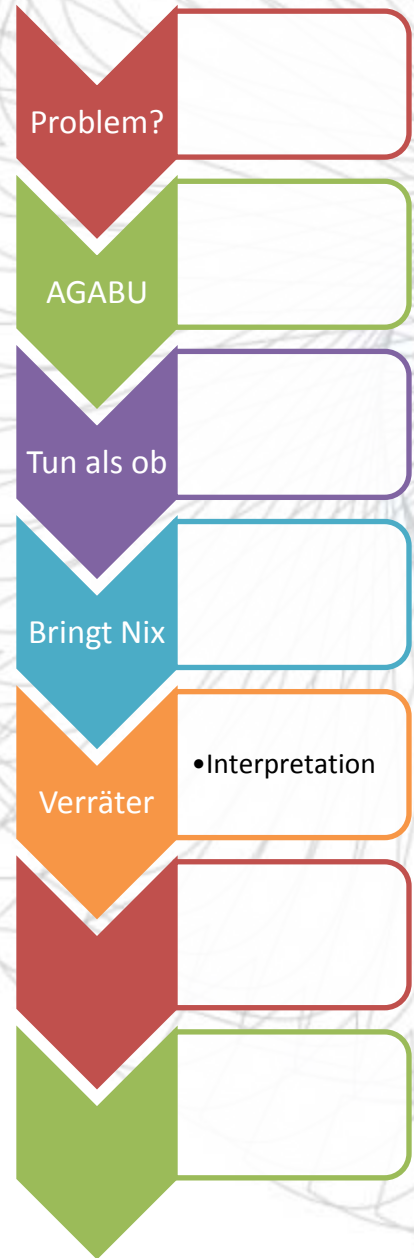 Problem?
AGABU
Tun als ob
Bringt Nix
Verräter
•Interpretation